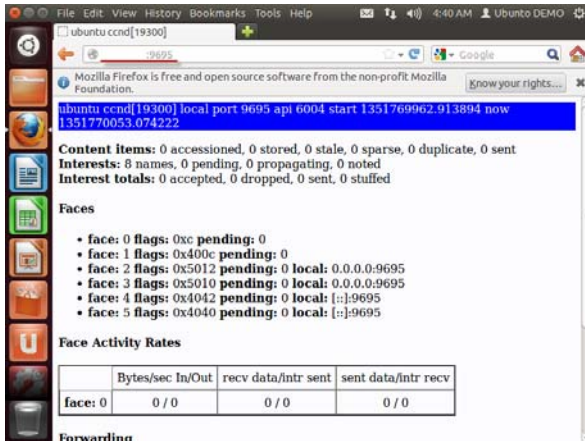 File Edit View History Bookmarks Tools Help 4:40 AM Ubunto DEMO
ubuntu ccnd[19300]
:9695 Google
Mozilla Firefox is free and open source software from the non-profit Mozilla
Foundation. Know your rights...
ubuntu ccnd[19300] local port 9695 api 6004 start 1351769962.913894 now
1351770053.074222
Content items: 0 accessioned, 0 stored, 0 stale, 0 sparse, 0 duplicate, 0 sent
Interests: 8 names, 0 pending, 0 propagating, 0 noted
Interest totals: 0 accepted, 0 dropped, 0 sent, 0 stuffed
Faces
• face: 0 flags: 0xc pending: 0
• face: 1 flags: 0x400c pending: 0
• face: 2 flags: 0x5012 pending: 0 local: 0.0.0.0:9695
• face: 3 flags: 0x5010 pending: 0 local: 0.0.0.0:9695
• face: 4 flags: 0x4042 pending: 0 local: [::]:9695
• face: 5 flags: 0x4040 pending: 0 local: [::]:9695
Face Activity Rates
Bytes/sec In/Out recv data/intr sent sent data/intr recv
face: 0 0 / 0 0 / 0 0 / 0
Forwarding